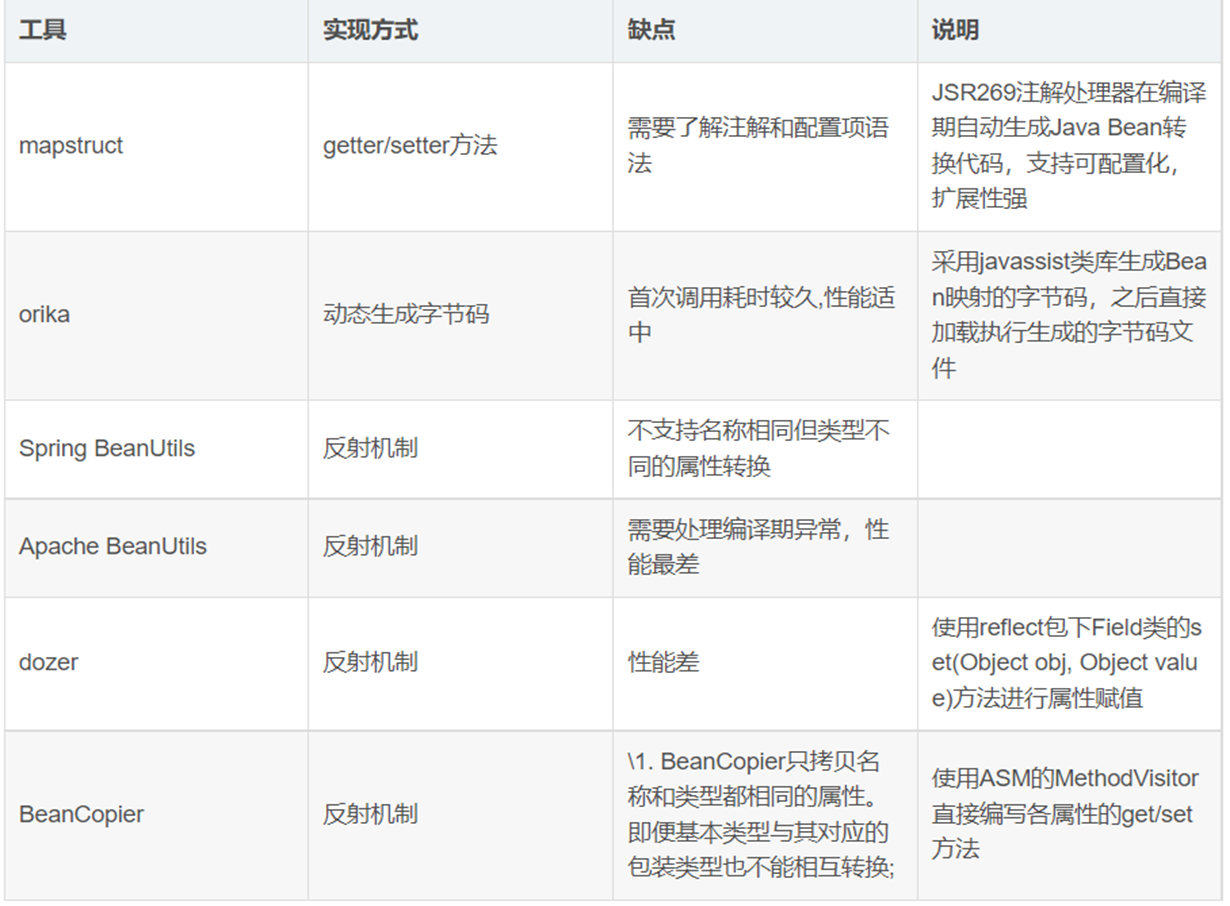 工具 实现方式 缺点 说明
mapstruct
getter/setter方法
需要了解注解和配置项语
法
JSR269注解处理器在编译
期自动生成Java Bean转
换代码，支持可配置化，
扩展性强
orika
动态生成字节码
首次调用耗时较久,性能适
中
采用javassist类库生成Bea
n映射的字节码，之后直接
加载执行生成的字节码文
件
Spring BeanUtils
反射机制
不支持名称相同但类型不
同的属性转换
Apache BeanUtils
反射机制
需要处理编译期异常，性
能最差
dozer
反射机制
性能差
使用reflect包下Field类的s
et(Object obj, Object valu
e)方法进行属性赋值
BeanCopier
反射机制
\1. BeanCopier只拷贝名
称和类型都相同的属性。
即便基本类型与其对应的
包装类型也不能相互转换;
使用ASM的MethodVisitor
直接编写各属性的get/set
方法